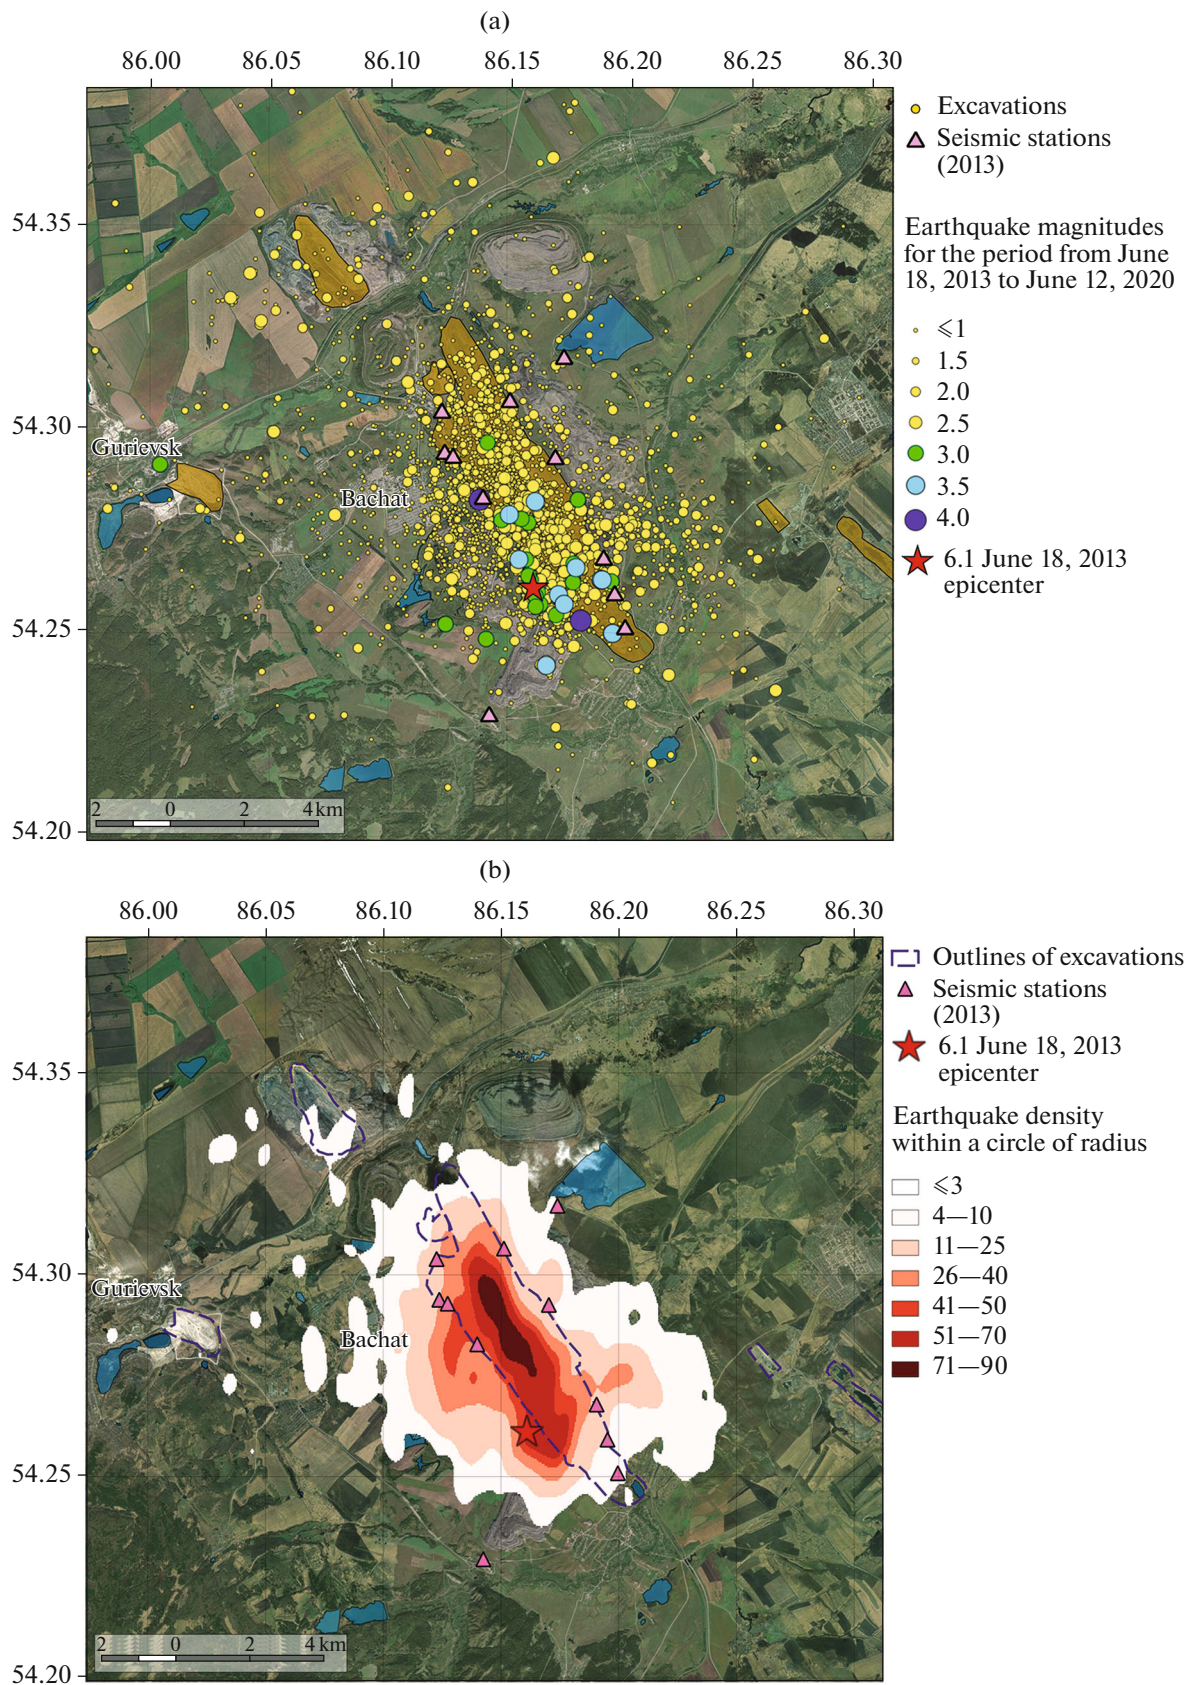 (a)
86.00 86.05 86.10 86.15 86.20 86.25 86.30
54.35
54.30
54.25
54.20
Gurievsk
Bachat
2 0 2 4 km
Excavations
Seismic stations
(2013)
Earthquake magnitudes
for the period from June
18, 2013 to June 12, 2020
⩽1
1.5
2.0
2.5
3.0
3.5
4.0
6.1 June 18, 2013
epicenter
(b)
86.00 86.05 86.10 86.15 86.20 86.25 86.30
54.35
54.30
54.25
54.20
Gurievsk
Bachat
2 0 2 4 km
Outlines of excavations
Seismic stations
(2013)
6.1 June 18, 2013
epicenter
Earthquake density
within a circle of radius
⩽3
4—10
11—25
26—40
41—50
51—70
71—90